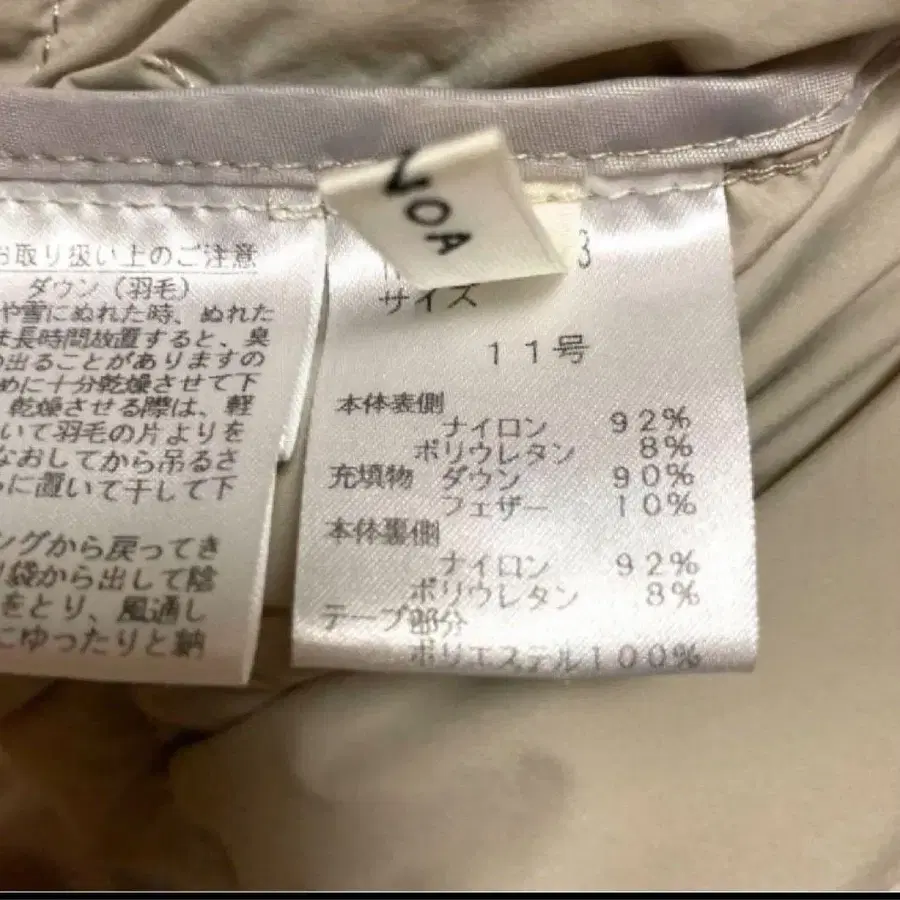 NOA
お取り扱い上のご注意
ダウン（羽毛）
や雪にぬれた時、ぬれた
ま長時間放置すると、臭
の出ることがありますの
めに十分乾燥させて下
乾燥させる際は、軽
いて羽毛の片よりを
なおしてから吊るさ
らに置いて干して下
ングから戻ってき
袋から出して陰
をとり、風通し
にゆったりと納
3
サイズ
11号
本体表側
ナイロン 92%
ポリウレタン 8%
充填物 ダウン 90%
フェザー 10%
本体裏側
ナイロン 92%
ポリウレタン 8%
テープ部分
ポリエステル100%